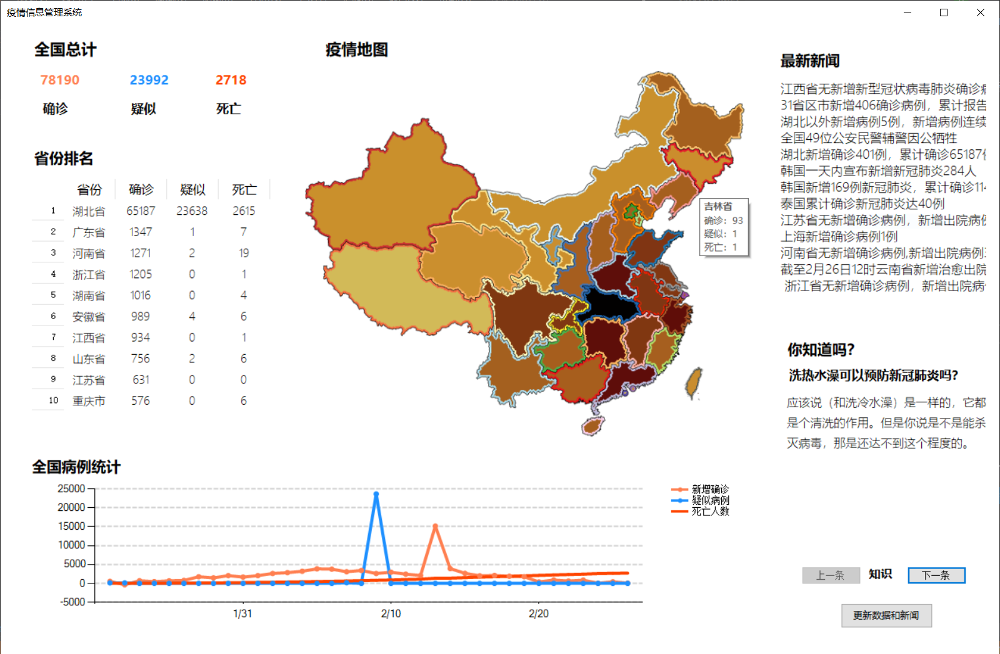 疫情信息管理系统
全国总计
78190 23992 2718
确诊 疑似 死亡
省份排名
省份 确诊 疑似 死亡
1 湖北省 65187 23638 2615
2 广东省 1347 1 7
3 河南省 1271 2 19
4 浙江省 1205 0 1
5 湖南省 1016 0 4
6 安徽省 989 4 6
7 江西省 934 0 1
8 山东省 756 2 6
9 江苏省 631 0 0
10 重庆市 576 0 6
疫情地图
吉林省
确诊：93
疑似：1
死亡：1
最新新闻
江西省无新增新型冠状病毒肺炎确诊
31省区市新增406确诊病例，累计报告
湖北以外新增病例5例，新增病例连续
全国49位公安民警辅警因公牺牲
湖北新增确诊401例，累计确诊65187
韩国一天内宣布新增新冠肺炎284人
韩国新增169例新冠肺炎，累计确诊11
泰国累计确诊新冠肺炎达40例
江苏省无新增确诊病例，新增出院病
上海新增确诊病例1例
河南省无新增确诊病例,新增出院病例
截至2月26日12时云南省新增治愈出院
浙江省无新增确诊病例，新增出院病
你知道吗？
洗热水澡可以预防新冠肺炎吗？
应该说（和洗冷水澡）是一样的，它都
是个清洗的作用。但是你说是不是能杀
灭病毒，那是还达不到这个程度的。
上一条 知识 下一条
更新数据和新闻
全国病例统计
25000
20000
15000
10000
5000
0
-5000
1/31 2/10 2/20
新增确诊
疑似病例
死亡人数